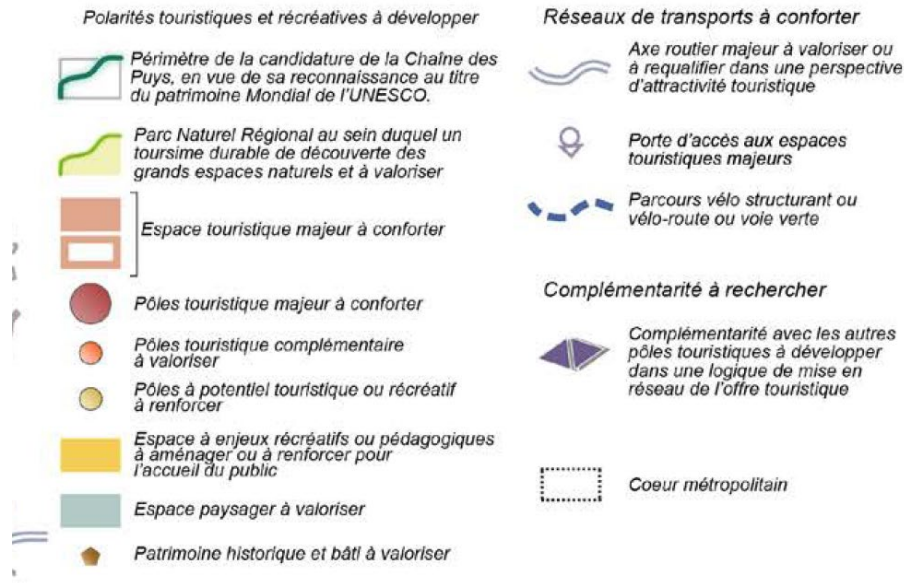 Polarités touristiques et récréatives à développer
Périmètre de la candidature de la Chaîne des
Puys, en vue de sa reconnaissance au titre
du patrimoine Mondial de l'UNESCO.
Parc Naturel Régional au sein duquel un
toursime durable de découverte des
grands espaces naturels et à valoriser
Espace touristique majeur à conforter
Pôles touristique majeur à conforter
Pôles touristique complémentaire
à valoriser
Pôles à potentiel touristique ou récréatif
à renforcer
Espace à enjeux récréatifs ou pédagogiques
à aménager ou à renforcer pour
l'accueil du public
Espace paysager à valoriser
Patrimoine historique et bâti à valoriser
Réseaux de transports à conforter
Axe routier majeur à valoriser ou
à requalifier dans une perspective
d'attractivité touristique
Porte d'accès aux espaces
touristiques majeurs
Parcours vélo structurant ou
vélo-route ou voie verte
Complémentarité à rechercher
Complémentarité avec les autres
pôles touristiques à développer
dans une logique de mise en
réseau de l'offre touristique
Coeur métropolitain